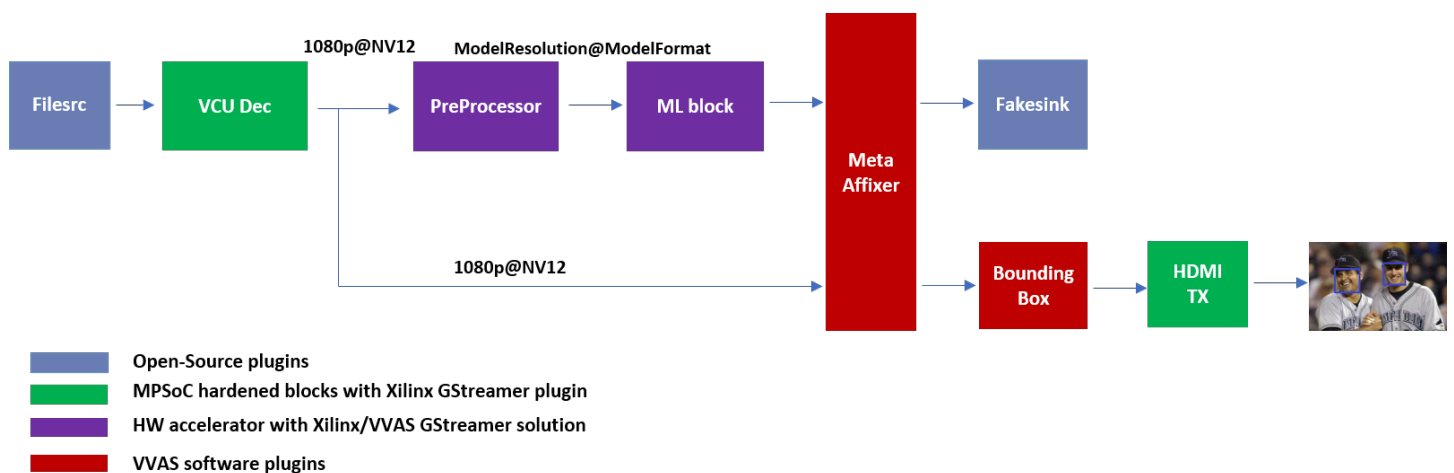 1080p@NV12
ModelResolution@ModelFormat
Filesrc
VCU Dec
PreProcessor
ML block
Meta
Affixer
Fakesink
1080p@NV12
Bounding
Box
HDMI
TX
Open-Source plugins
MPSoC hardened blocks with Xilinx GStreamer plugin
HW accelerator with Xilinx/VVAS GStreamer solution
VVAS software plugins